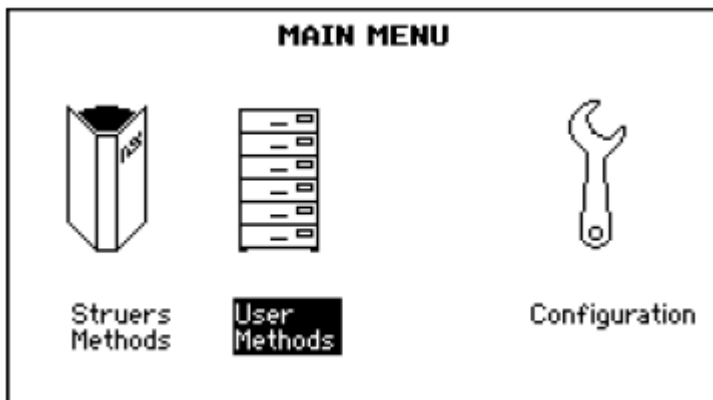 MAIN MENU
Struers
Methods
User
Methods
Configuration